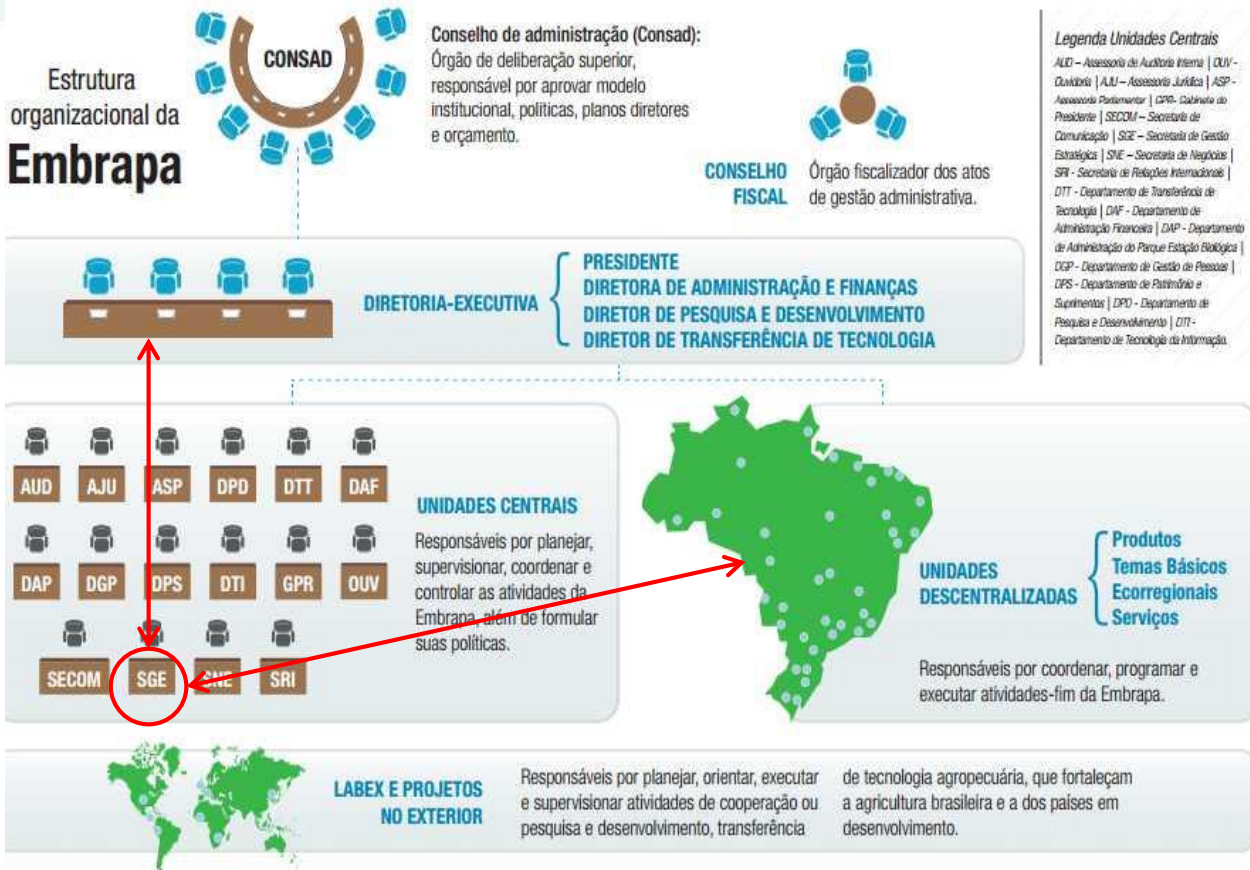 Estrutura
organizacional da
Embrapa
CONSAD
Conselho de administração (Consad):
Órgão de deliberação superior,
responsável por aprovar modelo
institucional, políticas, planos diretores
e orçamento.
CONSELHO
FISCAL
Órgão fiscalizador dos atos
de gestão administrativa.
Legenda Unidades Centrais
AUD – Assessoria de Auditoria Interna | OUV -
Ouvidoria | AJU – Assessoria Jurídica | ASP -
Assessoria Parlamentar | GPR- Gabinete do
Presidente | SECOM – Secretaria de
Comunicação | SGE – Secretaria de Gestão
Estratégica | SNE – Secretaria de Negócios |
SRI - Secretaria de Relações Internacionais |
DTT - Departamento de Transferência de
Tecnologia | DAF - Departamento de
Administração Financeira | DAP - Departamento
de Administração do Parque Estação Biológica |
DGP - Departamento de Gestão de Pessoas |
DPS - Departamento de Patrimônio e
Suprimentos | DPD - Departamento de
Pesquisa e Desenvolvimento | DTI -
Departamento de Tecnologia da Informação.
DIRETORIA-EXECUTIVA
PRESIDENTE
DIRETORA DE ADMINISTRAÇÃO E FINANÇAS
DIRETOR DE PESQUISA E DESENVOLVIMENTO
DIRETOR DE TRANSFERÊNCIA DE TECNOLOGIA
AUD AJU ASP DPD DTT DAF
DAP DGP DPS DTI GPR OUV
SECOM SGE SNE SRI
UNIDADES CENTRAIS
Responsáveis por planejar,
supervisionar, coordenar e
controlar as atividades da
Embrapa, além de formular
suas políticas.
UNIDADES
DESCENTRALIZADAS
Produtos
Temas Básicos
Ecorregionais
Serviços
Responsáveis por coordenar, programar e
executar atividades-fim da Embrapa.
LABEX E PROJETOS
NO EXTERIOR
Responsáveis por planejar, orientar, executar
e supervisionar atividades de cooperação ou
pesquisa e desenvolvimento, transferência
de tecnologia agropecuária, que fortaleçam
a agricultura brasileira e a dos países em
desenvolvimento.